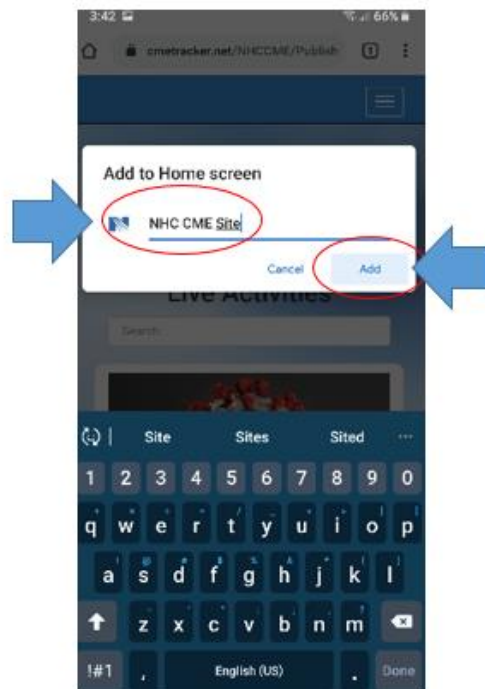 3:42 66%
cmetracker.net/NHCCME/Publish 1
Add to Home screen
NHC CME Site
Cancel Add
Live Activities
Search
Site Sites Sited ...
1 2 3 4 5 6 7 8 9 0
q w e r t y u i o p
a s d f g h j k l
z x c v b n m
!#1 , English (US) . Done